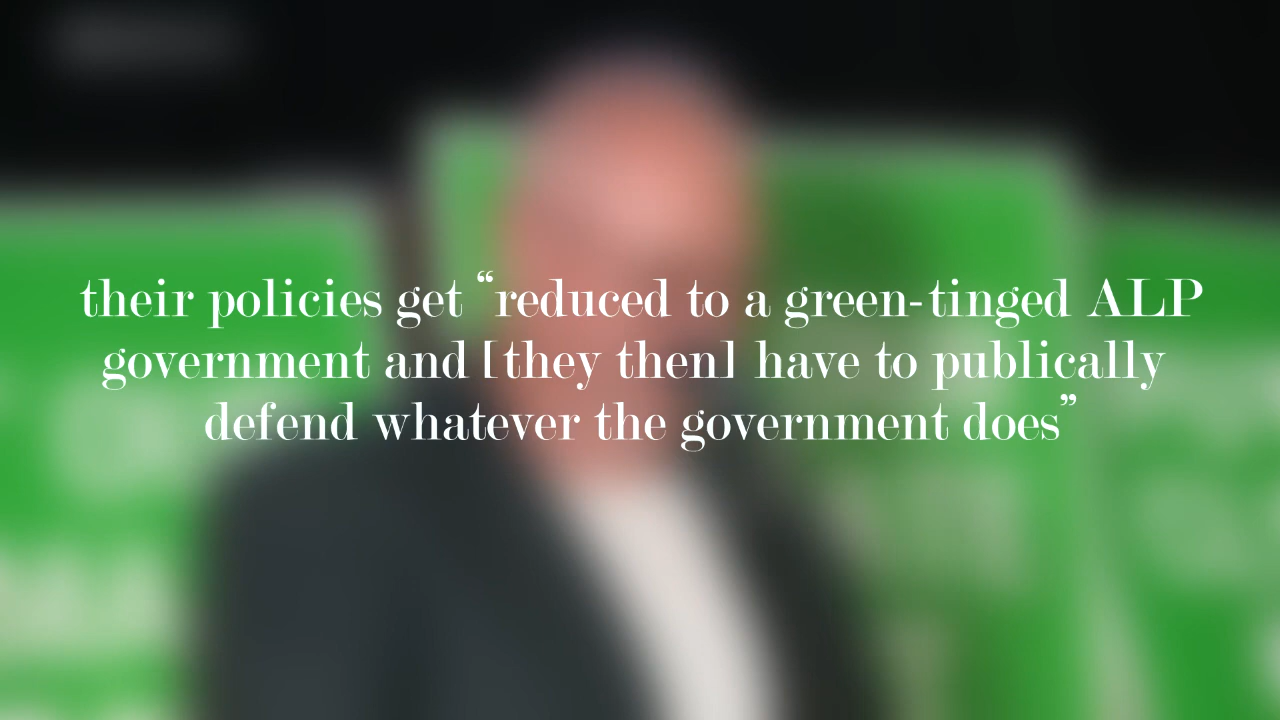 their policies get “reduced to a green-tinged ALP
government and [they then] have to publically
defend whatever the government does”